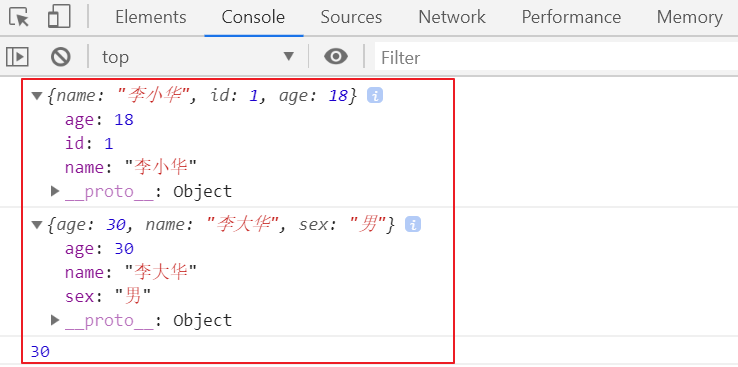 Elements Console Sources Network Performance Memory
top Filter
{name: "李小华", id: 1, age: 18} i
age: 18
id: 1
name: "李小华"
__proto__: Object
{age: 30, name: "李大华", sex: "男"} i
age: 30
name: "李大华"
sex: "男"
__proto__: Object
30